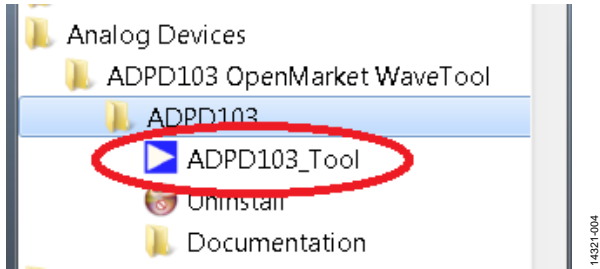 Analog Devices
ADPD103 OpenMarket WaveTool
ADPD103
ADPD103_Tool
Uninstall
Documentation
14321-004